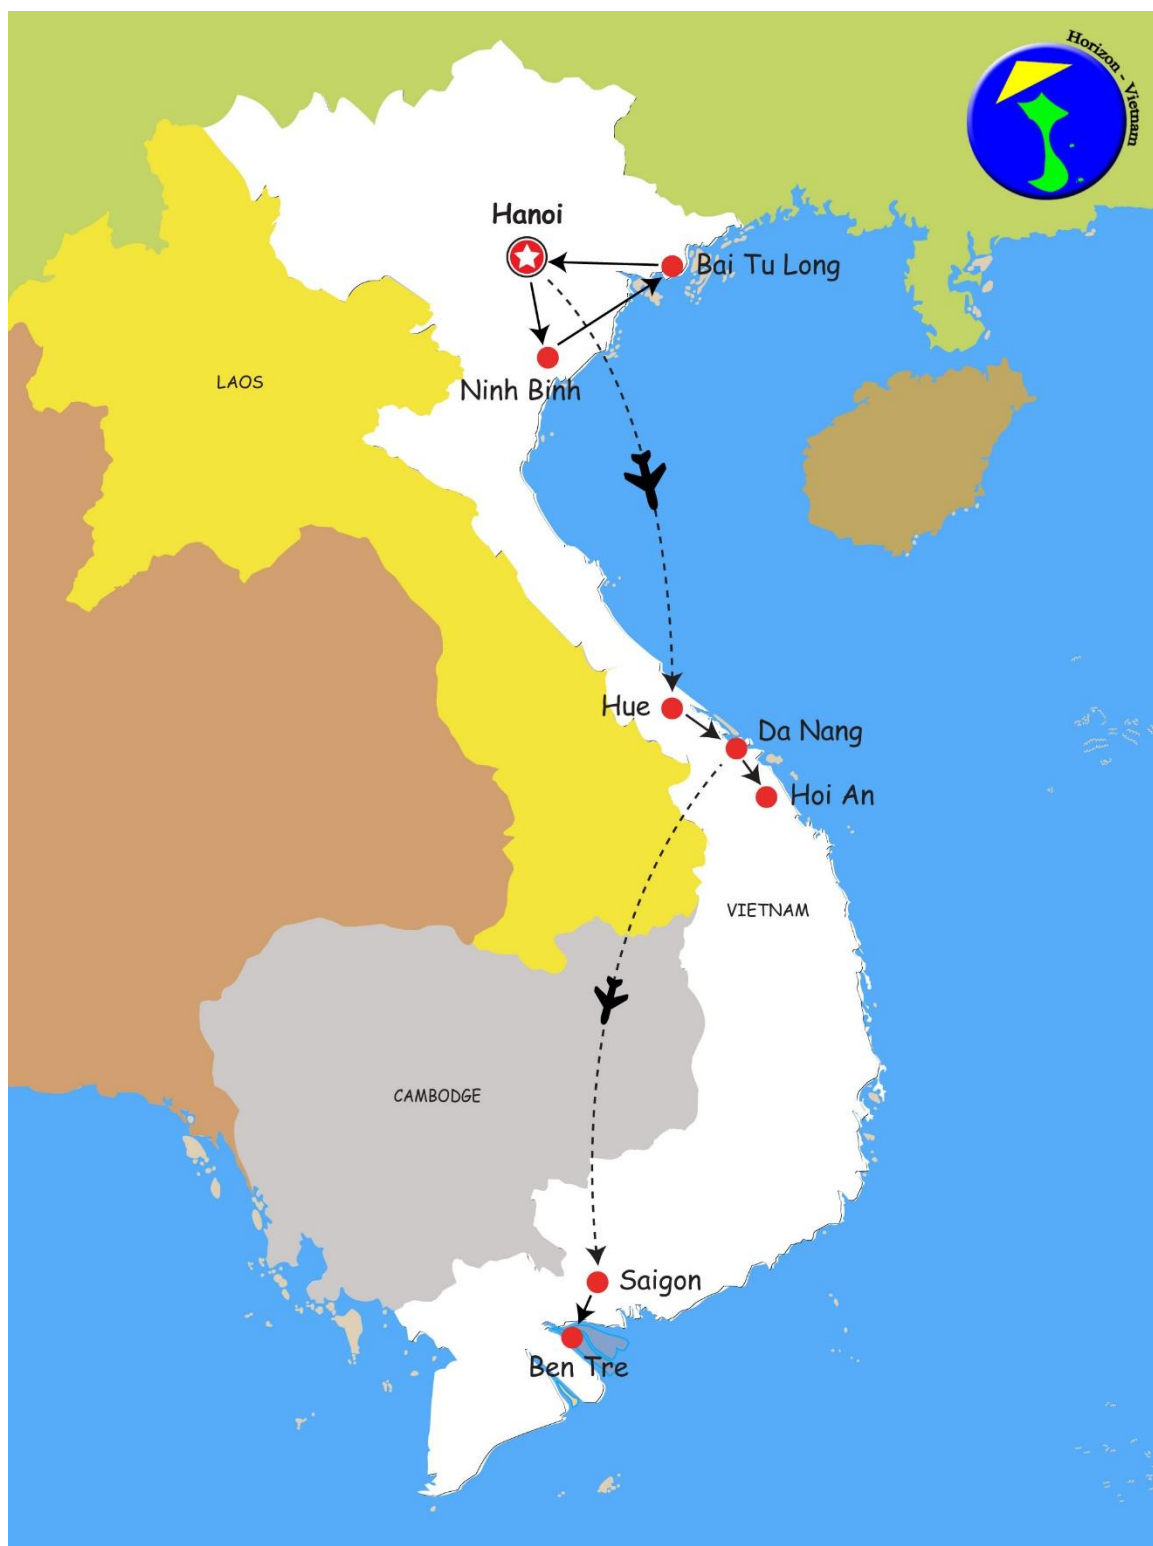 Horizon - Vietnam
Hanoi
Bai Tu Long
LAOS
Ninh Binh
Hue
Da Nang
Hoi An
VIETNAM
CAMBODGE
Saigon
Ben Tre